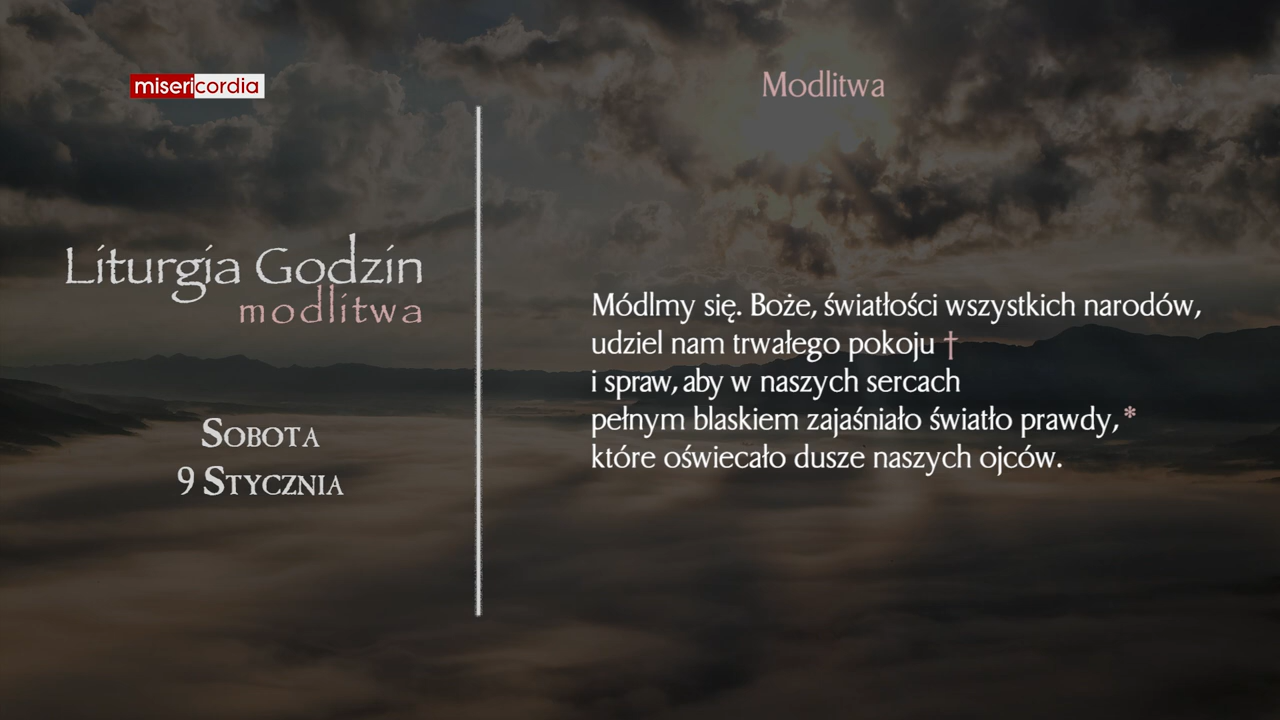 misericordia
Liturgia Godzin
modlitwa
Sobota
9 Stycznia
Modlitwa
Módlmy się. Boże, światłości wszystkich narodów,
udziel nam trwałego pokoju †
i spraw, aby w naszych sercach
pełnym blaskiem zajaśniało światło prawdy, *
które oświecało dusze naszych ojców.